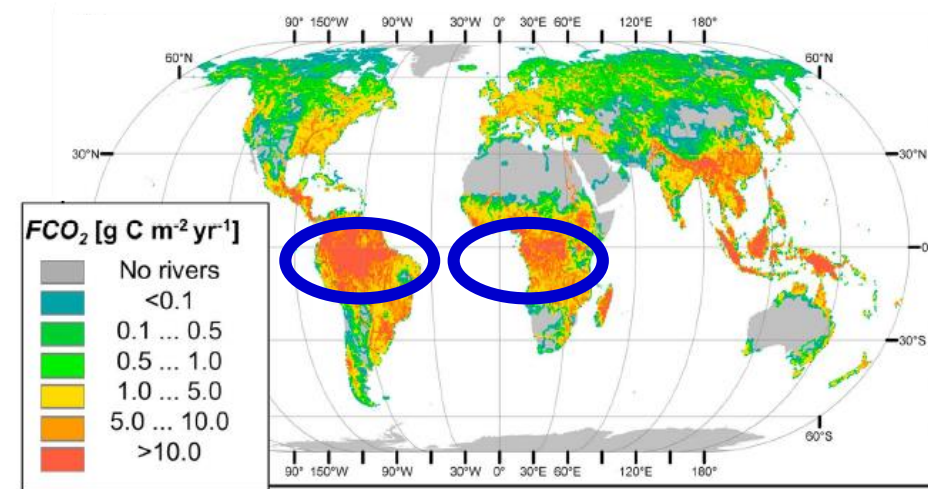 90° 150°W 90°W 30°W 0° 30°E 60°E 120°E 180°
60°N 60°N
30°N 30°N
0
30°S
60°S
90° 150°W 90°W 30°W 0° 30°E 60°E 120°E 180°
FCO₂ [g C m⁻² yr⁻¹]
No rivers
<0.1
0.1 ... 0.5
0.5 ... 1.0
1.0 ... 5.0
5.0 ... 10.0
>10.0